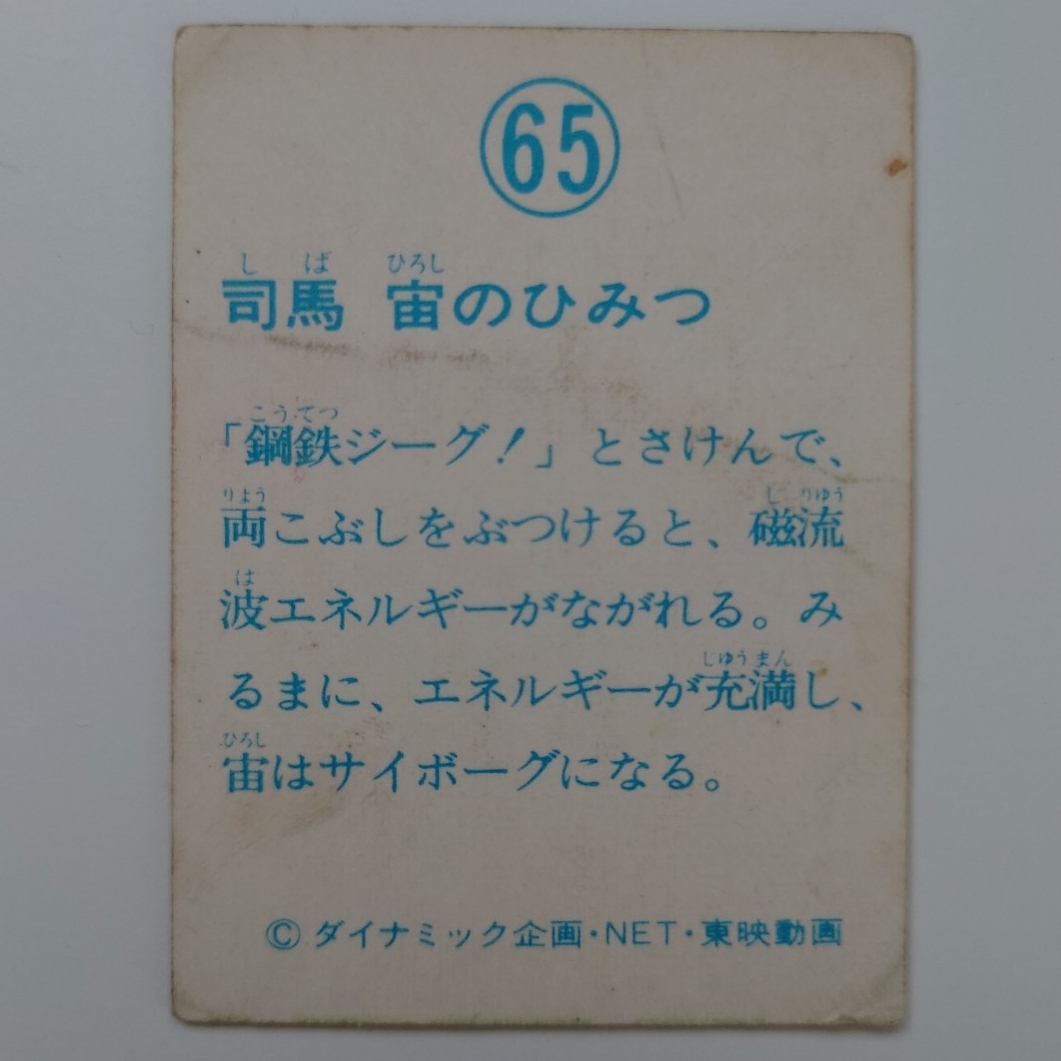 65
しば ひろし
司馬 宙のひみつ
こうてつ
「鋼鉄ジーグ!」とさけんで、
りよう じりゆう
両こぶしをぶつけると、磁流
は
波エネルギーがながれる。み
じゆうまん
るまに、エネルギーが充満し、
ひろし
宙はサイボーグになる。
© ダイナミック企画・NET・東映動画